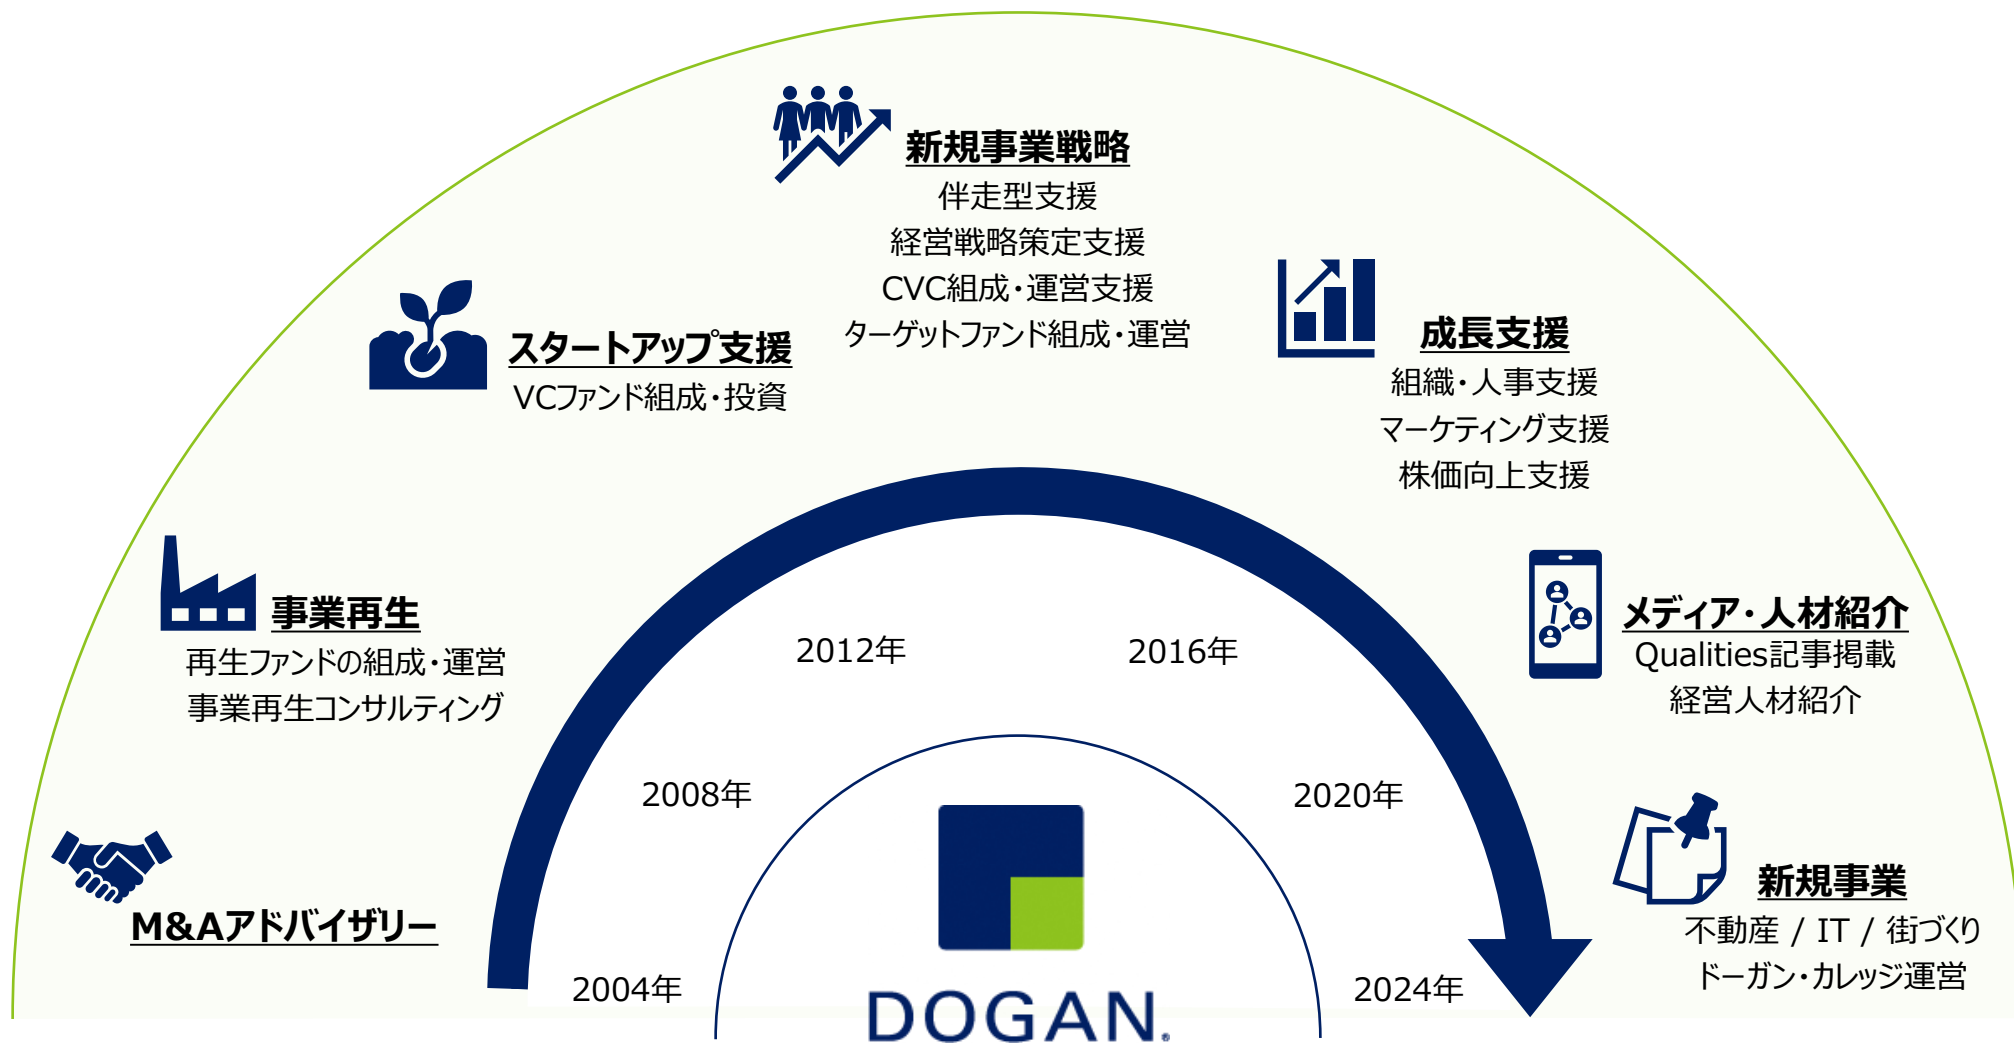 新規事業戦略
伴走型支援
経営戦略策定支援
CVC組成・運営支援
ターゲットファンド組成・運営
スタートアップ支援
VCファンド組成・投資
成長支援
組織・人事支援
マーケティング支援
株価向上支援
事業再生
再生ファンドの組成・運営
事業再生コンサルティング
メディア・人材紹介
Qualities記事掲載
経営人材紹介
M&Aアドバイザリー
新規事業
不動産 / IT / 街づくり
ドーガン・カレッジ運営
2004年
2008年
2012年
2016年
2020年
2024年
DOGAN®